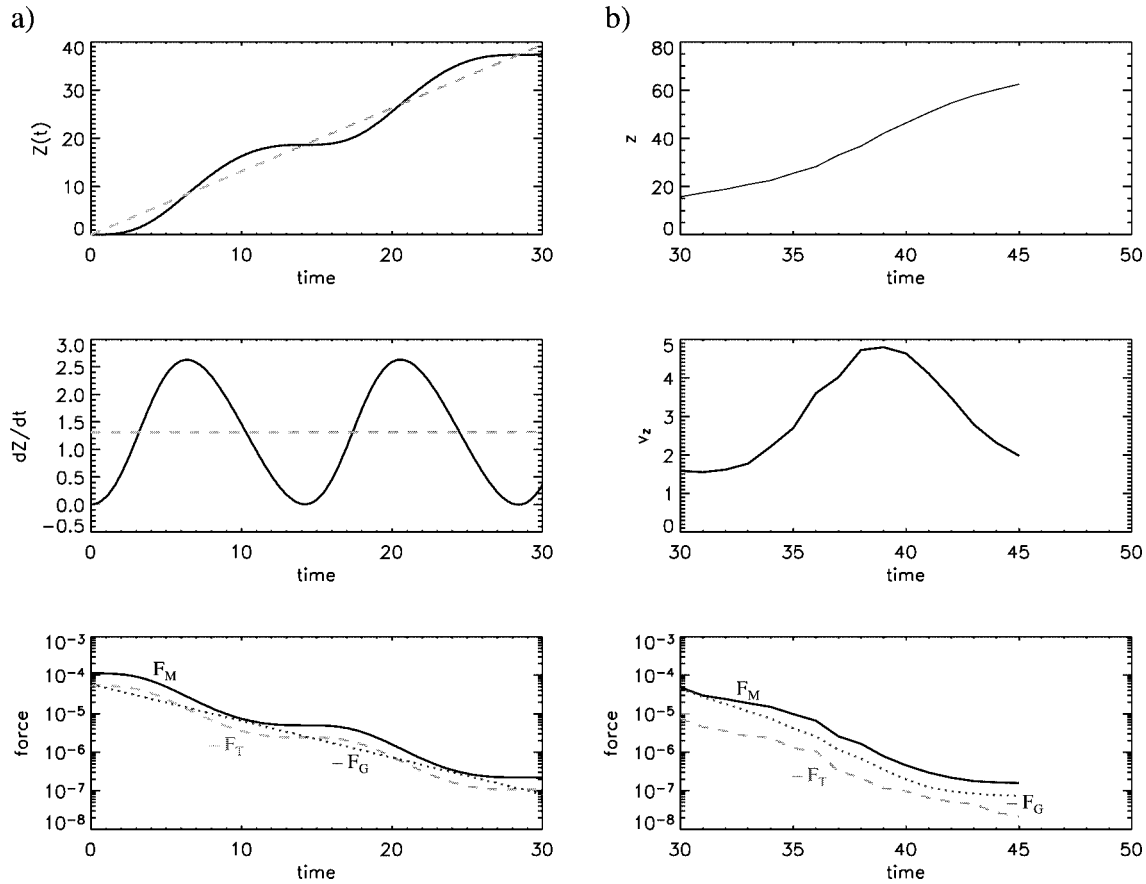 a)
40
30
20
10
0
Z(t)
0 10 20 30
time
b)
80
60
40
20
0
z
30 35 40 45 50
time
3.0
2.5
2.0
1.5
1.0
0.5
0.0
-0.5
dZ/dt
0 10 20 30
time
5
4
3
2
1
0
v_z
30 35 40 45 50
time
10^-3
10^-4
10^-5
10^-6
10^-7
10^-8
force
F_M
-F_T
-F_G
0 10 20 30
time
10^-3
10^-4
10^-5
10^-6
10^-7
10^-8
force
F_M
-F_T
-F_G
30 35 40 45 50
time